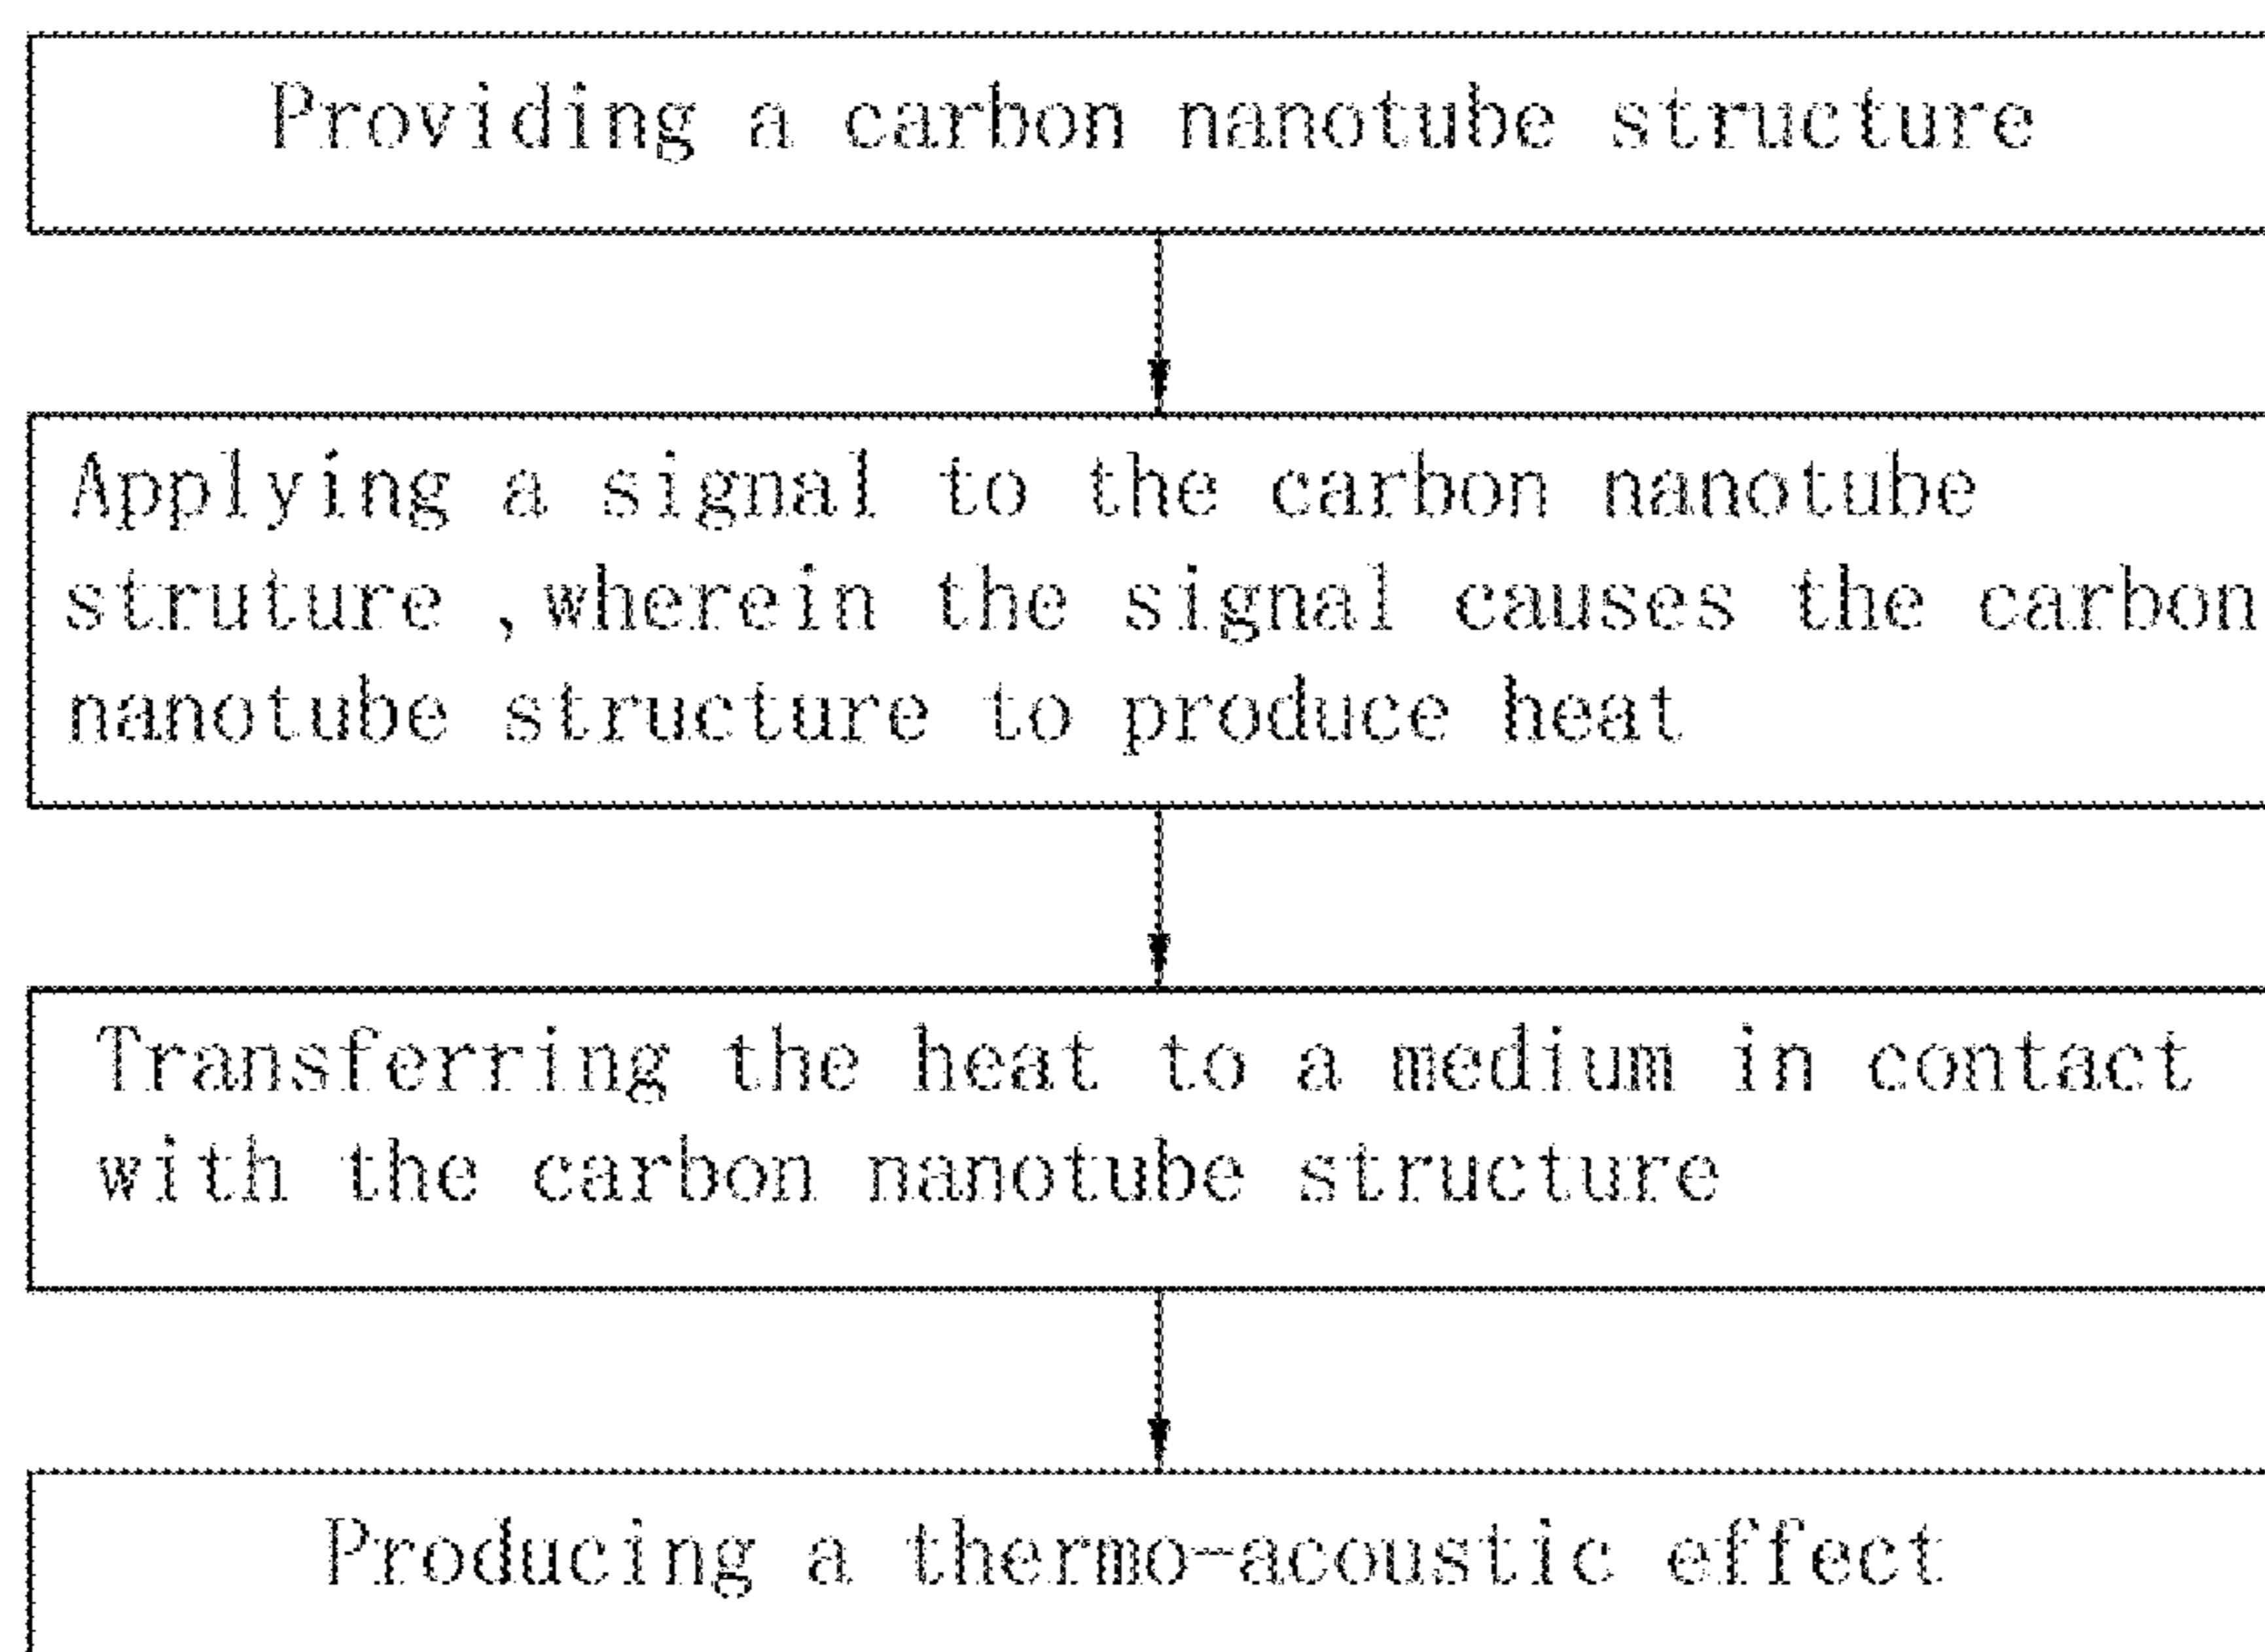 Providing a carbon nanotube structure
Applying a signal to the carbon nanotube
struture ,wherein the signal causes the carbon
nanotube structure to produce heat
Transferring the heat to a medium in contact
with the carbon nanotube structure
Producing a thermo-acoustic effect